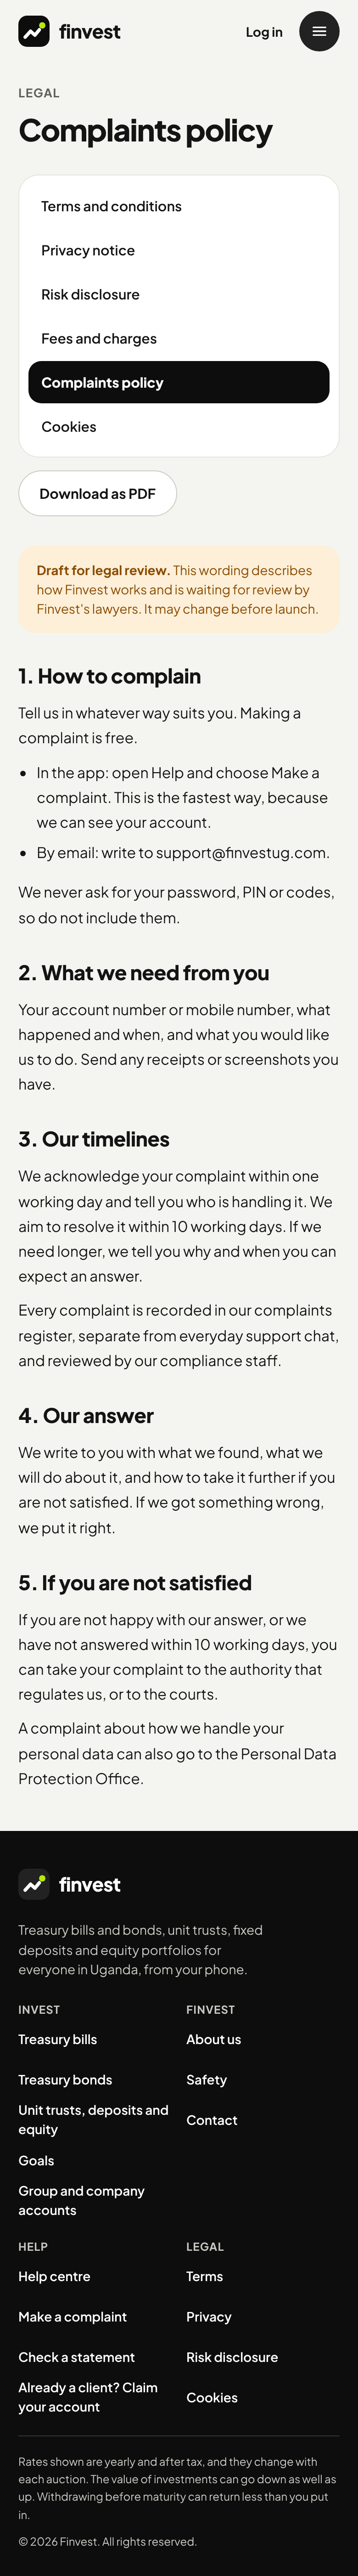 finvest
Log in
LEGAL
Complaints policy
Terms and conditions
Privacy notice
Risk disclosure
Fees and charges
Complaints policy
Cookies
Download as PDF
Draft for legal review. This wording describes
how Finvest works and is waiting for review by
Finvest's lawyers. It may change before launch.
1. How to complain
Tell us in whatever way suits you. Making a
complaint is free.
• In the app: open Help and choose Make a
complaint. This is the fastest way, because
we can see your account.
• By email: write to support@finvestug.com.
We never ask for your password, PIN or codes,
so do not include them.
2. What we need from you
Your account number or mobile number, what
happened and when, and what you would like
us to do. Send any receipts or screenshots you
have.
3. Our timelines
We acknowledge your complaint within one
working day and tell you who is handling it. We
aim to resolve it within 10 working days. If we
need longer, we tell you why and when you can
expect an answer.
Every complaint is recorded in our complaints
register, separate from everyday support chat,
and reviewed by our compliance staff.
4. Our answer
We write to you with what we found, what we
will do about it, and how to take it further if you
are not satisfied. If we got something wrong,
we put it right.
5. If you are not satisfied
If you are not happy with our answer, or we
have not answered within 10 working days, you
can take your complaint to the authority that
regulates us, or to the courts.
A complaint about how we handle your
personal data can also go to the Personal Data
Protection Office.
finvest
Treasury bills and bonds, unit trusts, fixed
deposits and equity portfolios for
everyone in Uganda, from your phone.
INVEST
Treasury bills
Treasury bonds
Unit trusts, deposits and
equity
Goals
Group and company
accounts
FINVEST
About us
Safety
Contact
HELP
Help centre
Make a complaint
Check a statement
Already a client? Claim
your account
LEGAL
Terms
Privacy
Risk disclosure
Cookies
Rates shown are yearly and after tax, and they change with
each auction. The value of investments can go down as well as
up. Withdrawing before maturity can return less than you put
in.
© 2026 Finvest. All rights reserved.